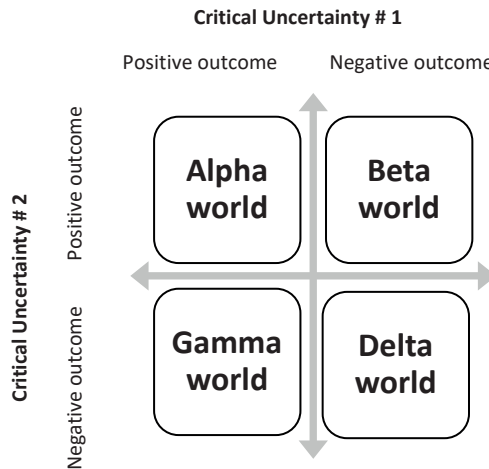 Critical Uncertainty # 1
Positive outcome
Negative outcome
Critical Uncertainty # 2
Positive outcome
Negative outcome
Alpha
world
Beta
world
Gamma
world
Delta
world